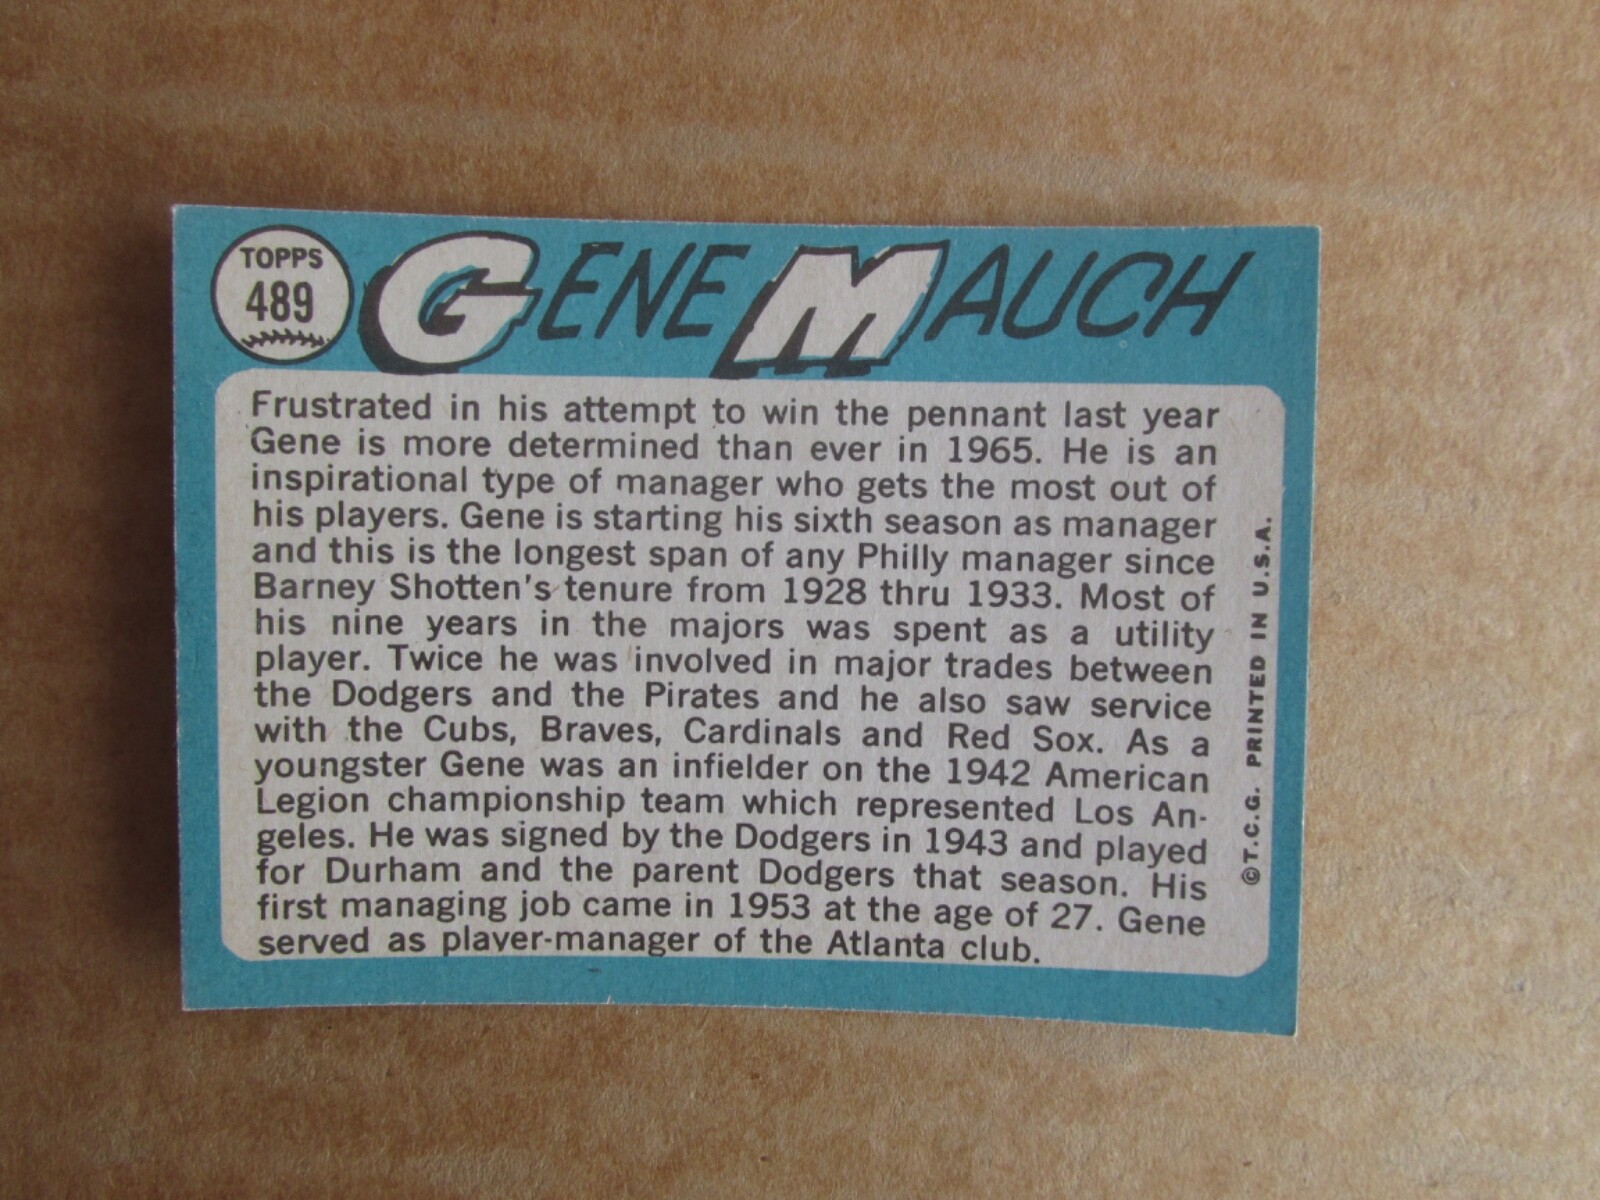 TOPPS
489
GENE MAUCH
Frustrated in his attempt to win the pennant last year
Gene is more determined than ever in 1965. He is an
inspirational type of manager who gets the most out of
his players. Gene is starting his sixth season as manager
and this is the longest span of any Philly manager since
Barney Shotten's tenure from 1928 thru 1933. Most of
his nine years in the majors was spent as a utility
player. Twice he was involved in major trades between
the Dodgers and the Pirates and he also saw service
with the Cubs, Braves, Cardinals and Red Sox. As a
youngster Gene was an infielder on the 1942 American
Legion championship team which represented Los An-
geles. He was signed by the Dodgers in 1943 and played
for Durham and the parent Dodgers that season. His
first managing job came in 1953 at the age of 27. Gene
served as player-manager of the Atlanta club.
©T.C.G. PRINTED IN U.S.A.